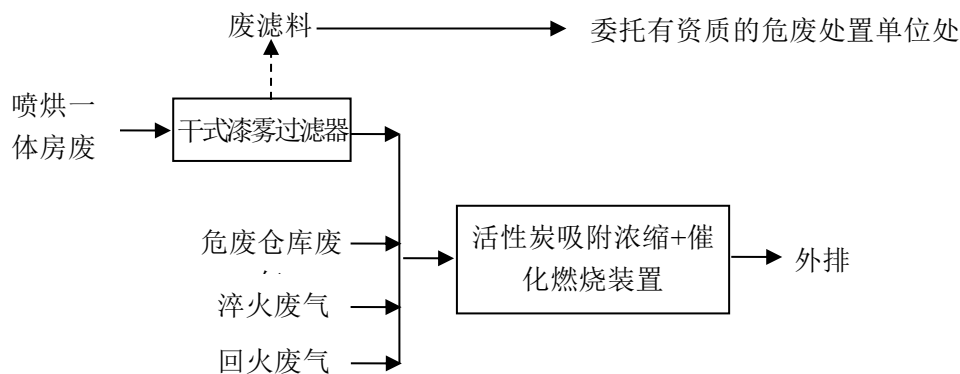 废滤料
委托有资质的危废处置单位处
喷烘一
体房废
干式漆雾过滤器
危废仓库废
活性炭吸附浓缩+催
化燃烧装置
外排
淬火废气
回火废气